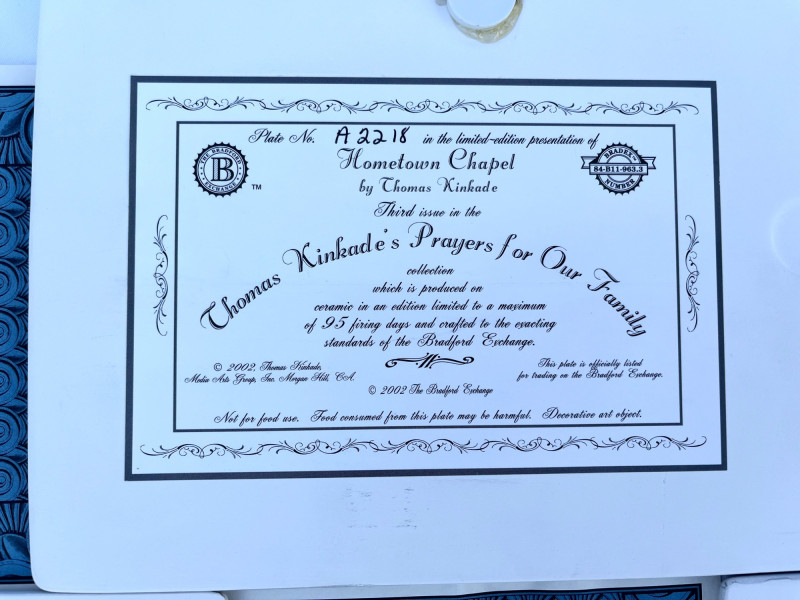 Plate No. A2218 in the limited-edition presentation of
Hometown Chapel
by Thomas Kinkade
Third issue in the
Thomas Kinkade's Prayers for Our Family
collection
which is produced on
ceramic in an edition limited to a maximum
of 95 firing days and crafted to the exacting
standards of the Bradford Exchange.
THE BRADFORD EXCHANGE
B
TM
BRADEX™
84-B11-963.3
NUMBER
© 2002, Thomas Kinkade,
Media Arts Group, Inc. Morgan Hill, CA.
This plate is officially listed
for trading on the Bradford Exchange.
© 2002 The Bradford Exchange
Not for food use. Food consumed from this plate may be harmful. Decorative art object.